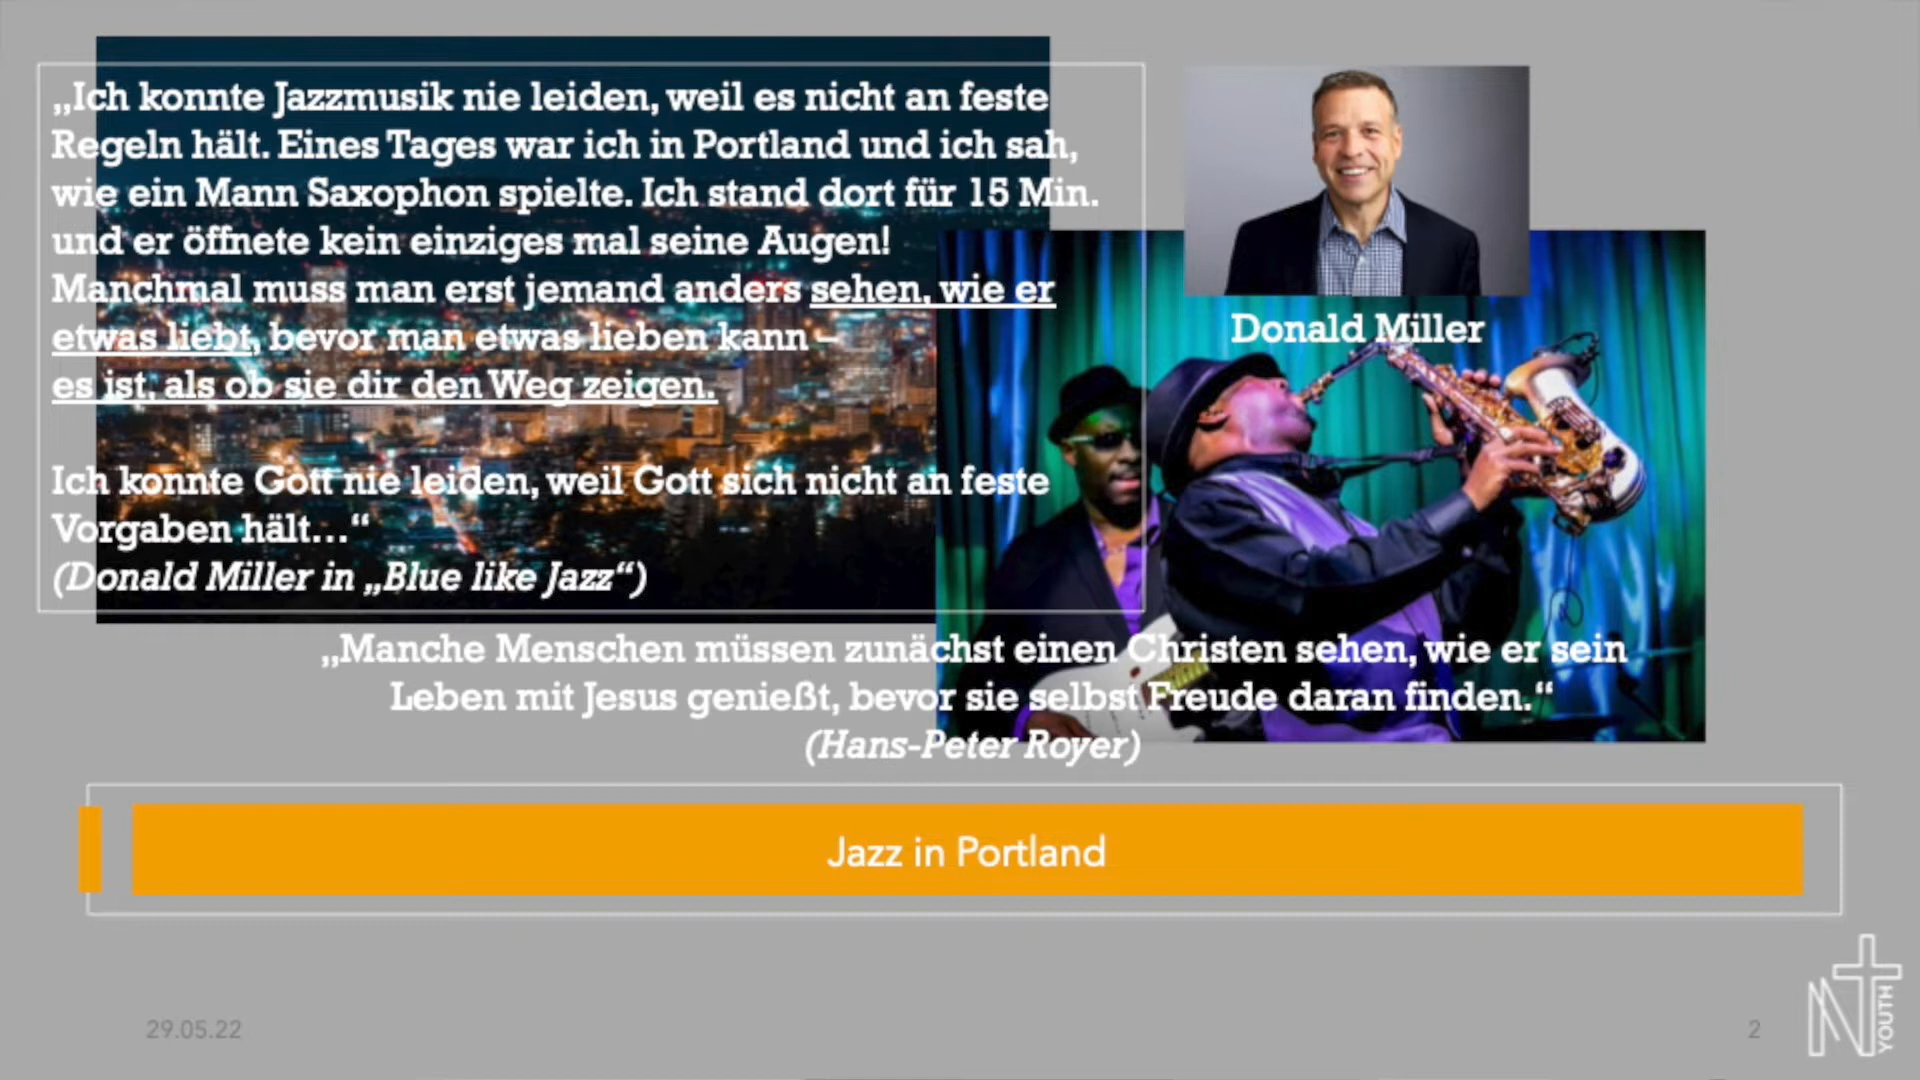 „Ich konnte Jazzmusik nie leiden, weil es nicht an feste
Regeln hält. Eines Tages war ich in Portland und ich sah,
wie ein Mann Saxophon spielte. Ich stand dort für 15 Min.
und er öffnete kein einziges mal seine Augen!
Manchmal muss man erst jemand anders sehen, wie er
etwas liebt, bevor man etwas lieben kann –
es ist, als ob sie dir den Weg zeigen.
Ich konnte Gott nie leiden, weil Gott sich nicht an feste
Vorgaben hält…“
(Donald Miller in „Blue like Jazz“)
Donald Miller
„Manche Menschen müssen zunächst einen Christen sehen, wie er sein
Leben mit Jesus genießt, bevor sie selbst Freude daran finden.“
(Hans-Peter Royer)
Jazz in Portland
29.05.22
2
N
YOUTH